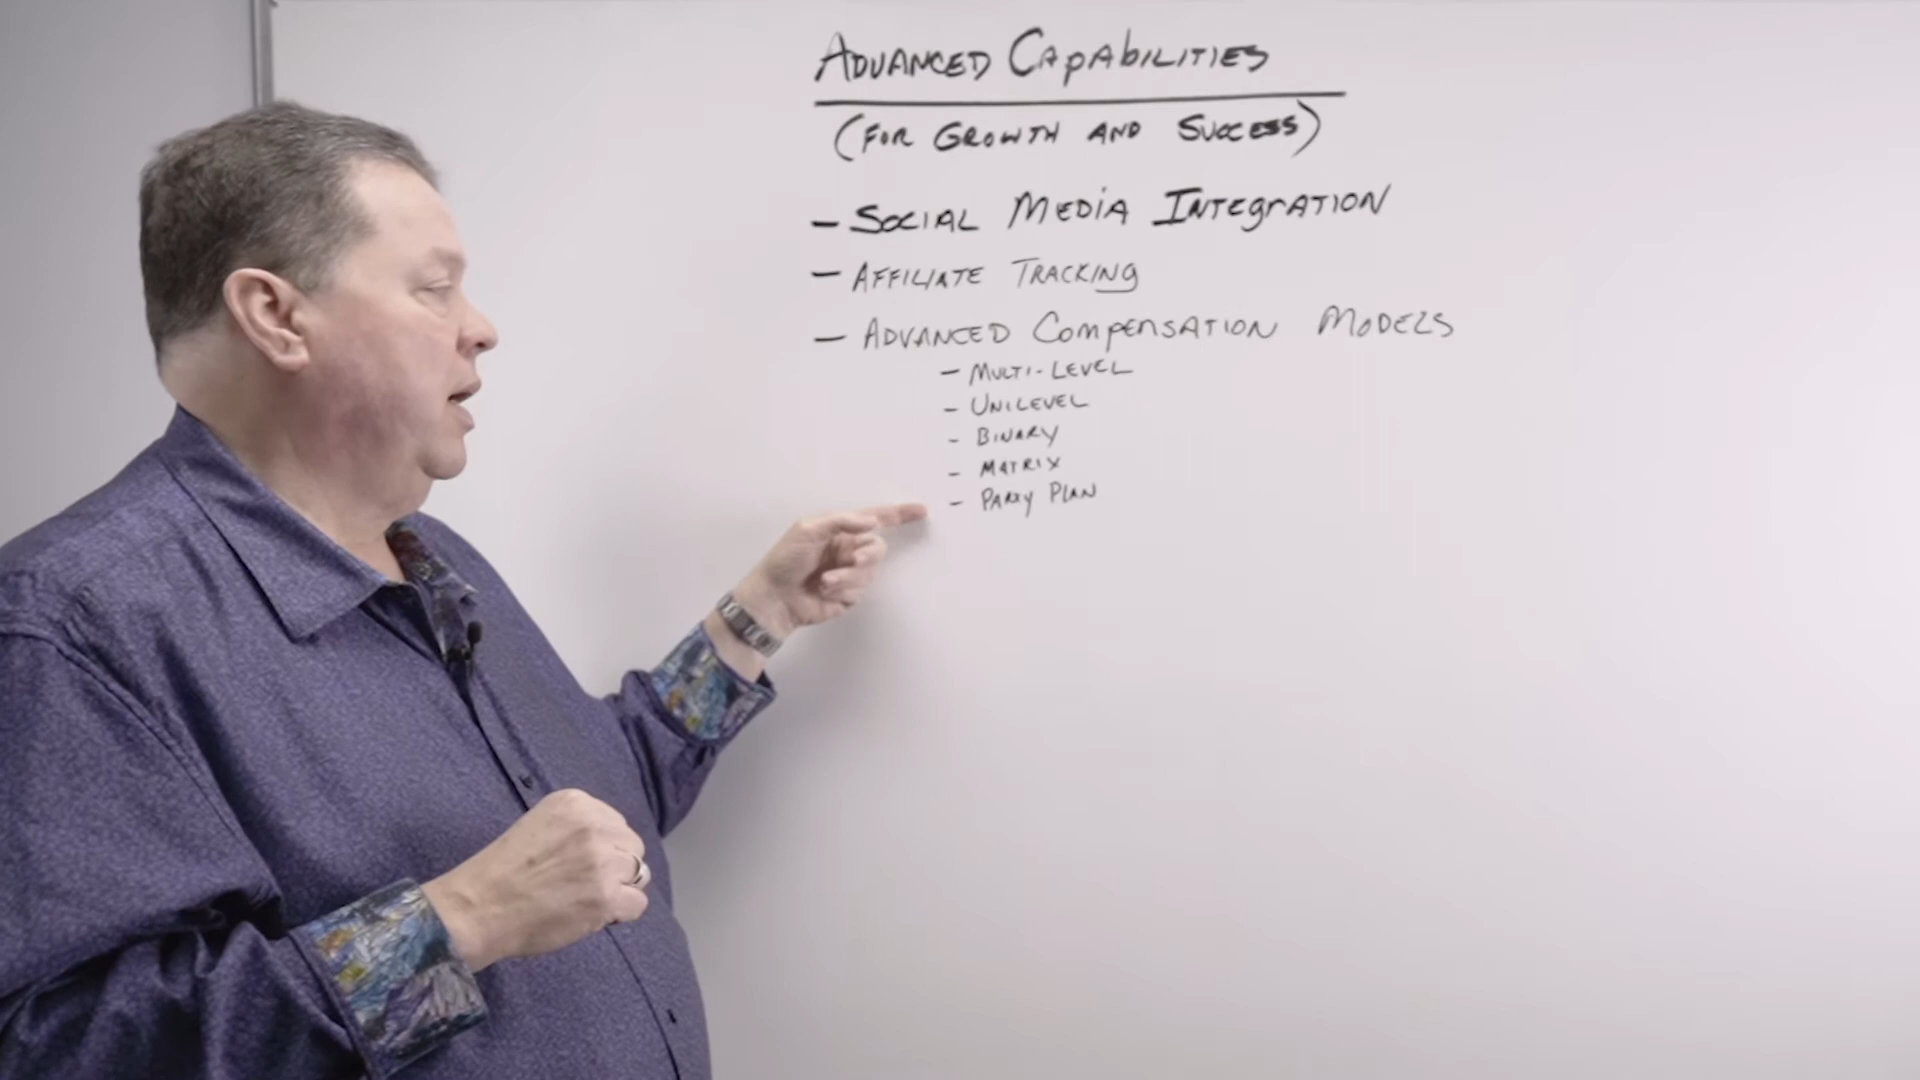 ADVANCED CAPABILITIES
(FOR GROWTH AND SUCCESS)
- SOCIAL MEDIA INTEGRATION
- AFFILIATE TRACKING
- ADVANCED COMPENSATION MODELS
- MULTI-LEVEL
- UNILEVEL
- BINARY
- MATRIX
- PARTY PLAN